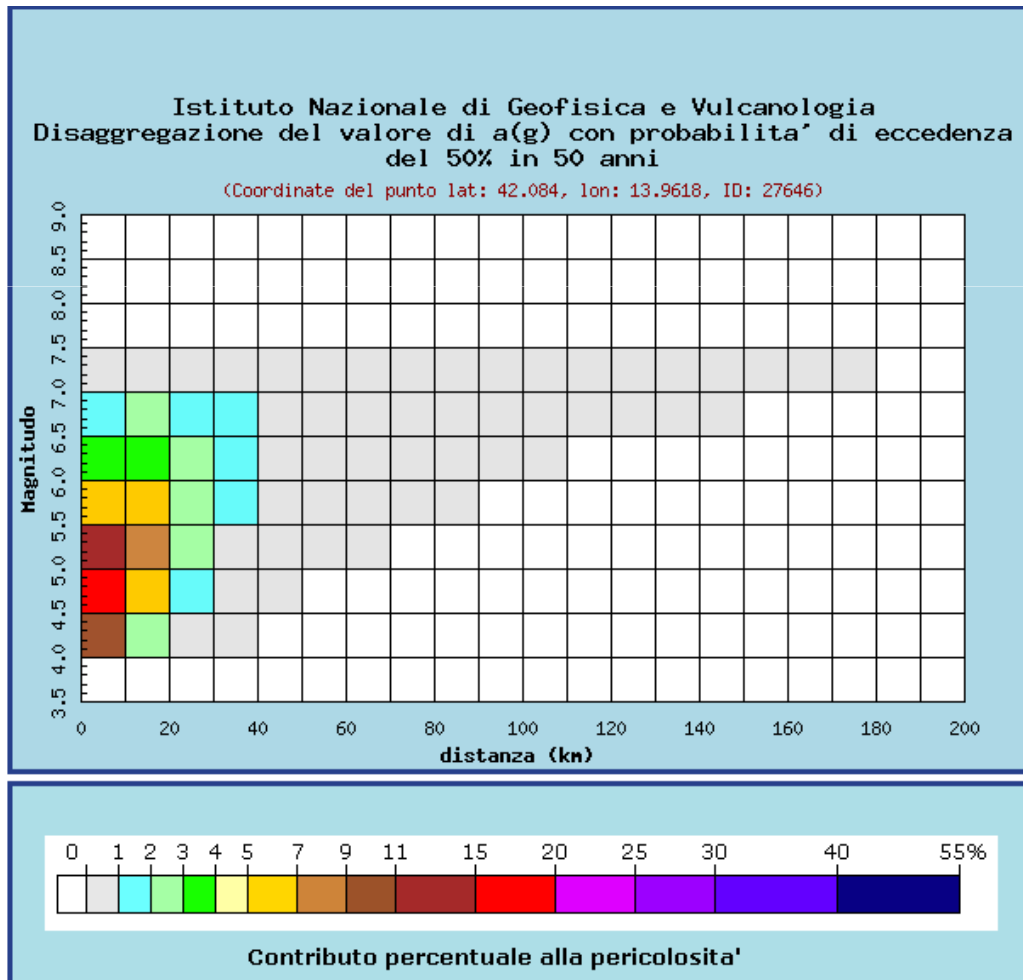 Istituto Nazionale di Geofisica e Vulcanologia
Disaggregazione del valore di a(g) con probabilita' di eccedenza
del 50% in 50 anni
(Coordinate del punto lat: 42.084, lon: 13.9618, ID: 27646)
9.0
8.5
8.0
7.5
7.0
6.5
6.0
5.5
5.0
4.5
4.0
3.5
Magnitudo
0 20 40 60 80 100 120 140 160 180 200
distanza (km)
0 1 2 3 4 5 7 9 11 15 20 25 30 40 55%
Contributo percentuale alla pericolosita'